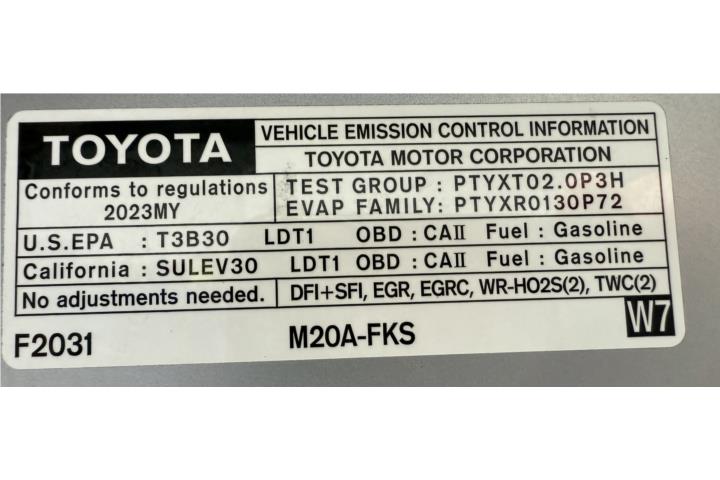 TOYOTA
VEHICLE EMISSION CONTROL INFORMATION
TOYOTA MOTOR CORPORATION
Conforms to regulations
2023MY
TEST GROUP : PTYXT02.0P3H
EVAP FAMILY: PTYXR0130P72
U.S.EPA : T3B30 LDT1 OBD : CAII Fuel : Gasoline
California : SULEV30 LDT1 OBD : CAII Fuel : Gasoline
No adjustments needed.
DFI+SFI, EGR, EGRC, WR-HO2S(2), TWC(2)
F2031
M20A-FKS
W7